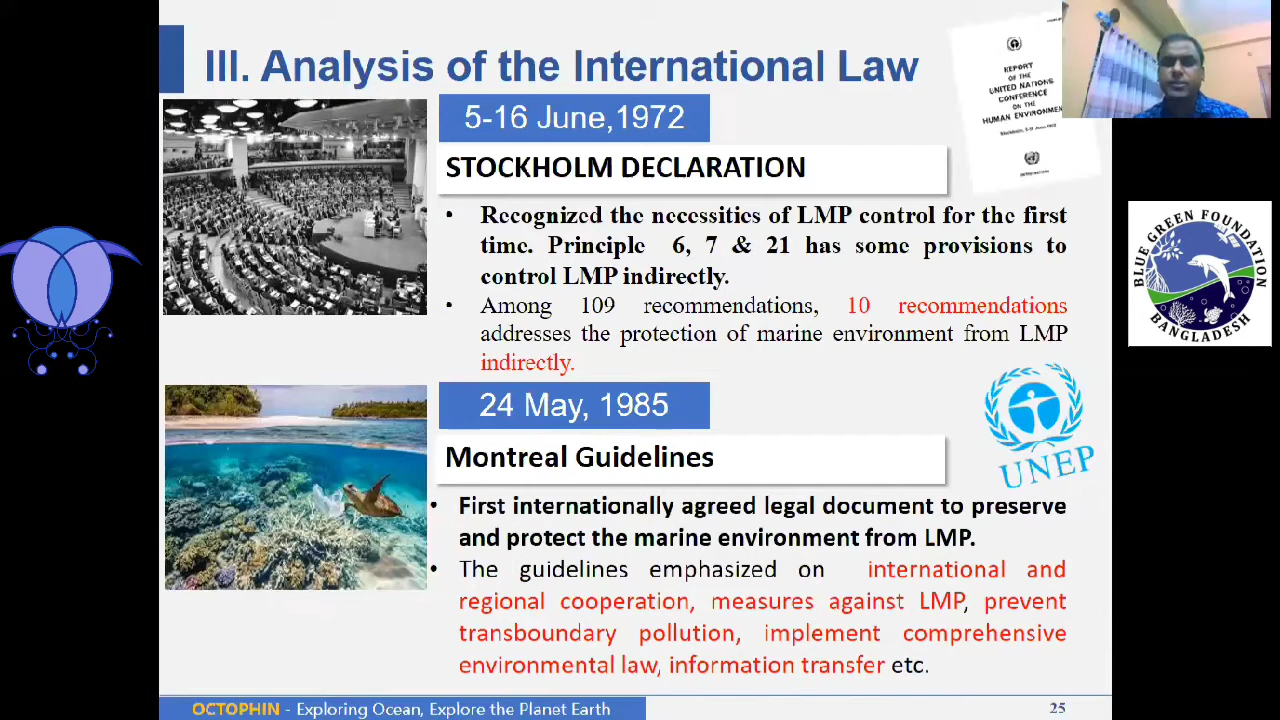 III. Analysis of the International Law
REPORT
OF THE
UNITED NATIONS
CONFERENCE
ON THE
HUMAN ENVIRONMEN
5-16 June,1972
STOCKHOLM DECLARATION
• Recognized the necessities of LMP control for the first
time. Principle 6, 7 & 21 has some provisions to
control LMP indirectly.
• Among 109 recommendations, 10 recommendations
addresses the protection of marine environment from LMP
indirectly.
BLUE GREEN FOUNDATION
BANGLADESH
24 May, 1985
UNEP
Montreal Guidelines
• First internationally agreed legal document to preserve
and protect the marine environment from LMP.
• The guidelines emphasized on international and
regional cooperation, measures against LMP, prevent
transboundary pollution, implement comprehensive
environmental law, information transfer etc.
OCTOPHIN - Exploring Ocean, Explore the Planet Earth
25